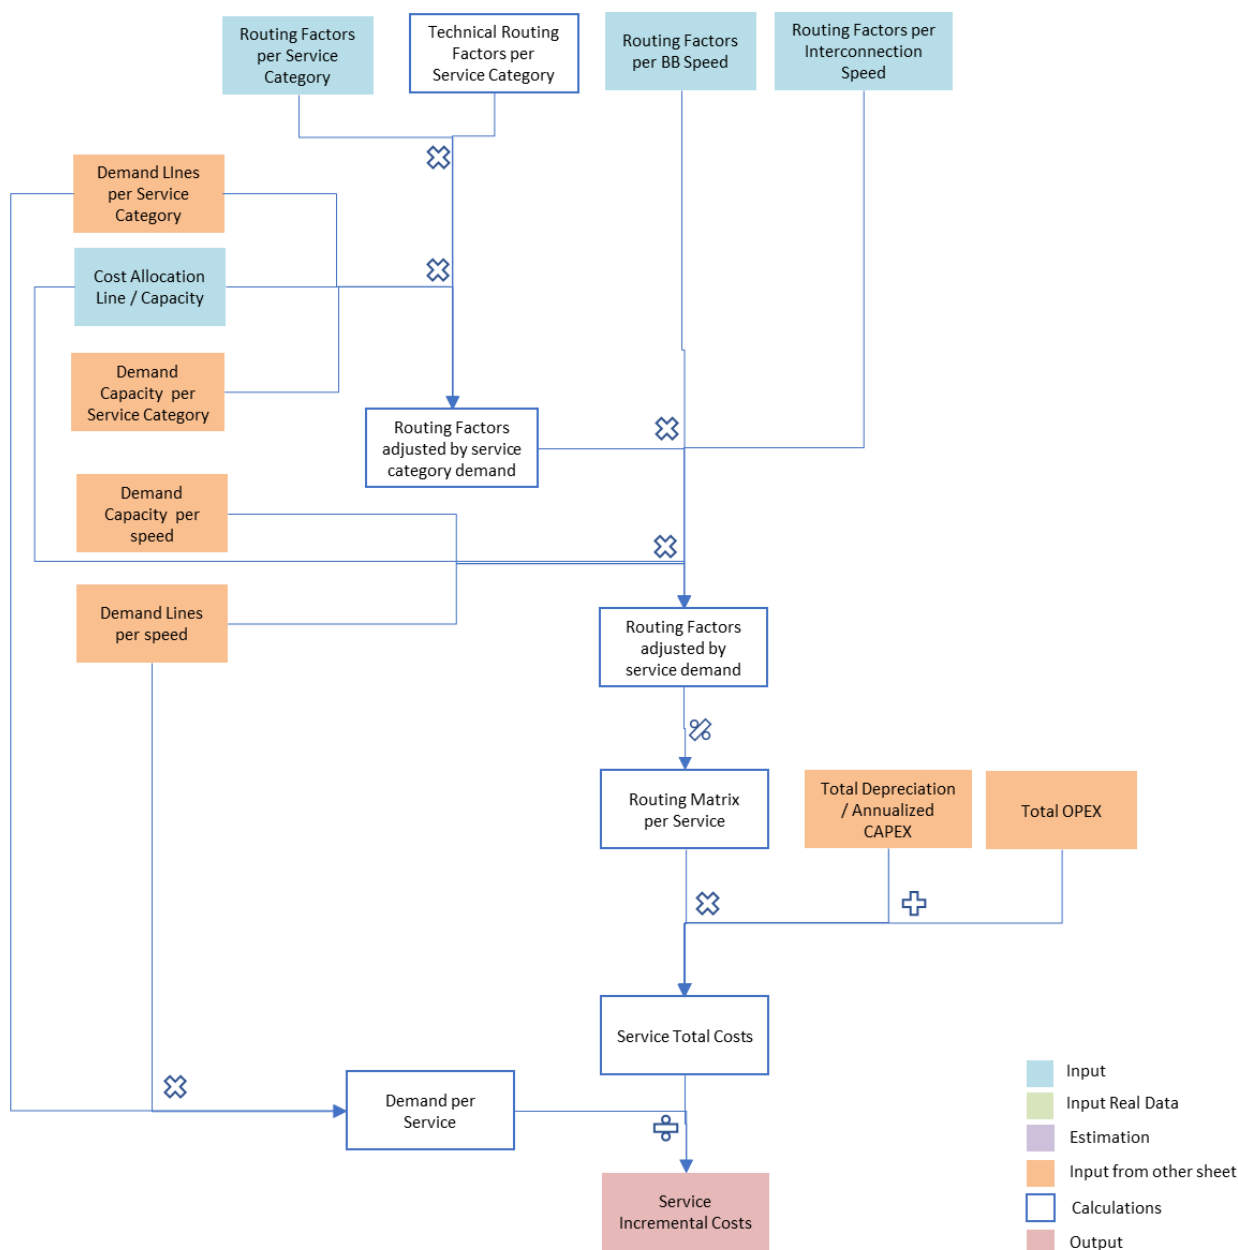 Routing Factors
per Service
Category
Technical Routing
Factors per
Service Category
Routing Factors
per BB Speed
Routing Factors per
Interconnection
Speed
Demand LInes
per Service
Category
Cost Allocation
Line / Capacity
Demand
Capacity per
Service Category
Routing Factors
adjusted by service
category demand
Demand
Capacity per
speed
Demand Lines
per speed
Routing Factors
adjusted by
service demand
Routing Matrix
per Service
Total Depreciation
/ Annualized
CAPEX
Total OPEX
Service Total Costs
Demand per
Service
Service
Incremental Costs
Input
Input Real Data
Estimation
Input from other sheet
Calculations
Output